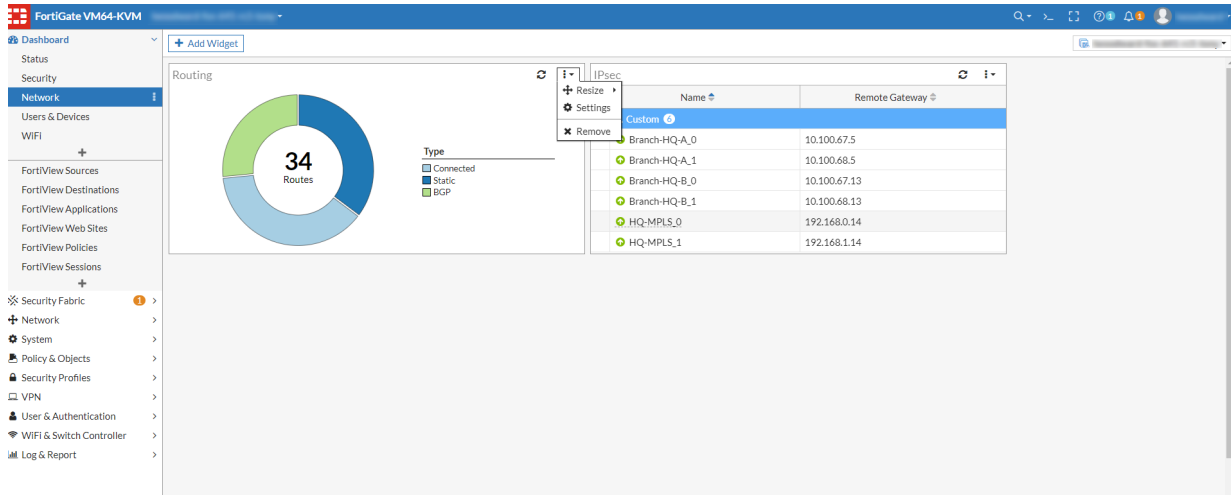 FortiGate VM64-KVM
1
1
Dashboard
Status
Security
Network
Users & Devices
WiFi
+
FortiView Sources
FortiView Destinations
FortiView Applications
FortiView Web Sites
FortiView Policies
FortiView Sessions
+
Security Fabric 1
Network
System
Policy & Objects
Security Profiles
VPN
User & Authentication
WiFi & Switch Controller
Log & Report
+ Add Widget
Routing
34
Routes
Type
Connected
Static
BGP
Resize
Settings
Remove
IPsec
Name Remote Gateway
Custom 6
Branch-HQ-A_0 10.100.67.5
Branch-HQ-A_1 10.100.68.5
Branch-HQ-B_0 10.100.67.13
Branch-HQ-B_1 10.100.68.13
HQ-MPLS_0 192.168.0.14
HQ-MPLS_1 192.168.1.14